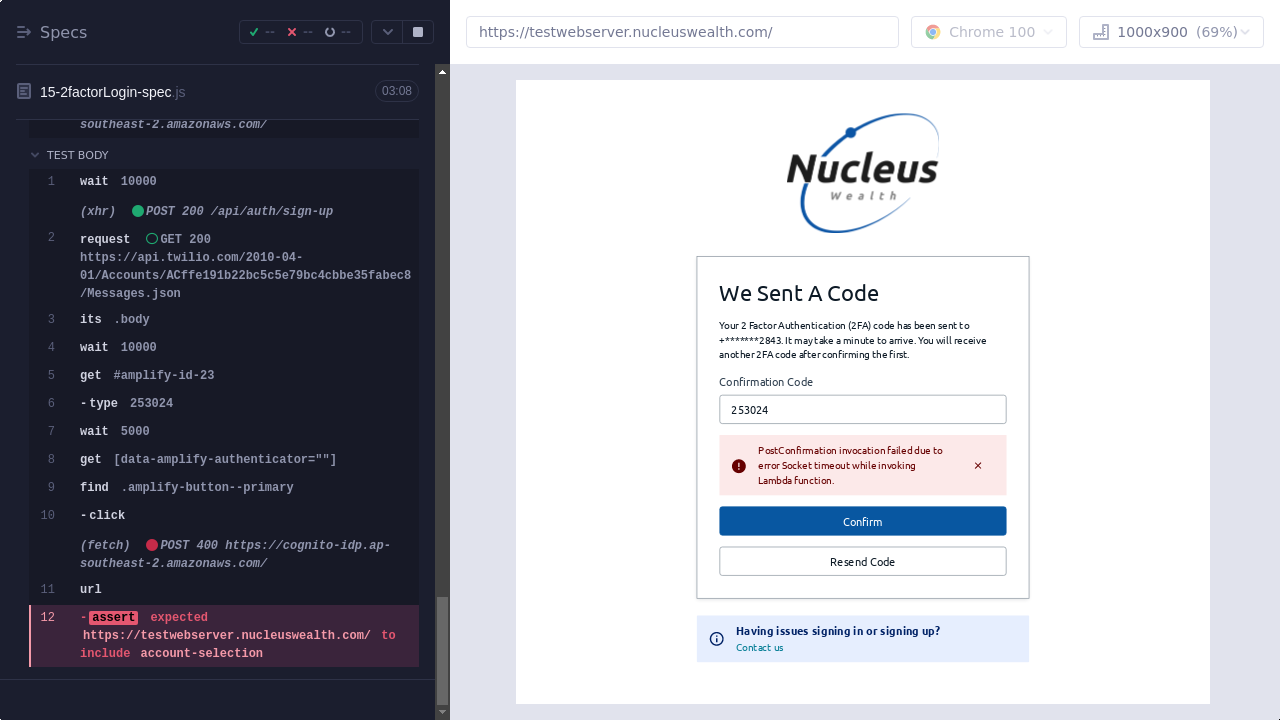 Specs
--
--
--
https://testwebserver.nucleuswealth.com/
Chrome 100
1000x900 (69%)
15-2factorLogin-spec.js
03:08
southeast-2.amazonaws.com/
TEST BODY
1 wait 10000
(xhr) POST 200 /api/auth/sign-up
2 request GET 200
https://api.twilio.com/2010-04-
01/Accounts/ACffe191b22bc5c5e79bc4cbbe35fabec8
/Messages.json
3 its .body
4 wait 10000
5 get #amplify-id-23
6 -type 253024
7 wait 5000
8 get [data-amplify-authenticator=""]
9 find .amplify-button--primary
10 -click
(fetch) POST 400 https://cognito-idp.ap-
southeast-2.amazonaws.com/
11 url
12 -assert expected
https://testwebserver.nucleuswealth.com/ to
include account-selection
Nucleus
Wealth
We Sent A Code
Your 2 Factor Authentication (2FA) code has been sent to
+*******2843. It may take a minute to arrive. You will receive
another 2FA code after confirming the first.
Confirmation Code
253024
PostConfirmation invocation failed due to
error Socket timeout while invoking
Lambda function.
Confirm
Resend Code
Having issues signing in or signing up?
Contact us